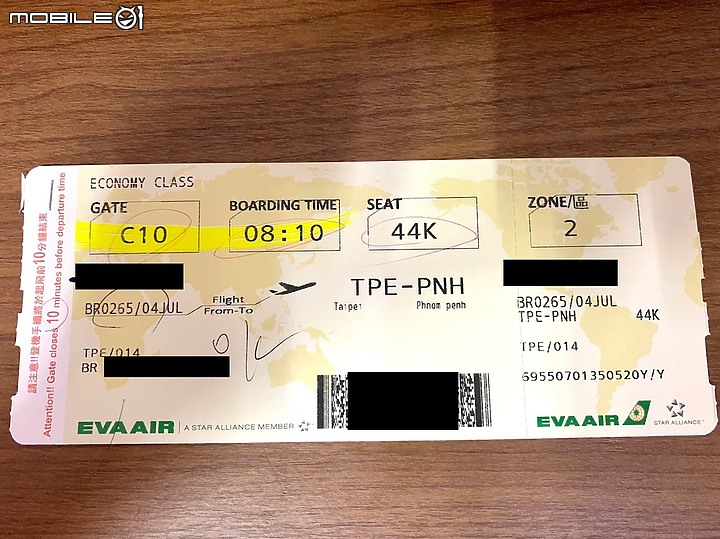 MOBILE01
ECONOMY CLASS
GATE BOARDING TIME SEAT ZONE/區
C10 08:10 44K 2
TPE-PNH
BR0265/04JUL Flight From-To Taipei Phnom penh
BR0265/04JUL
TPE-PNH 44K
ok
TPE/014
BR
TPE/014
69550701350520Y/Y
EVA AIR A STAR ALLIANCE MEMBER
EVA AIR STAR ALLIANCE
請注意!!登機手續將於起飛前10分鐘結束
Attention!! Gate closes 10 minutes before departure time